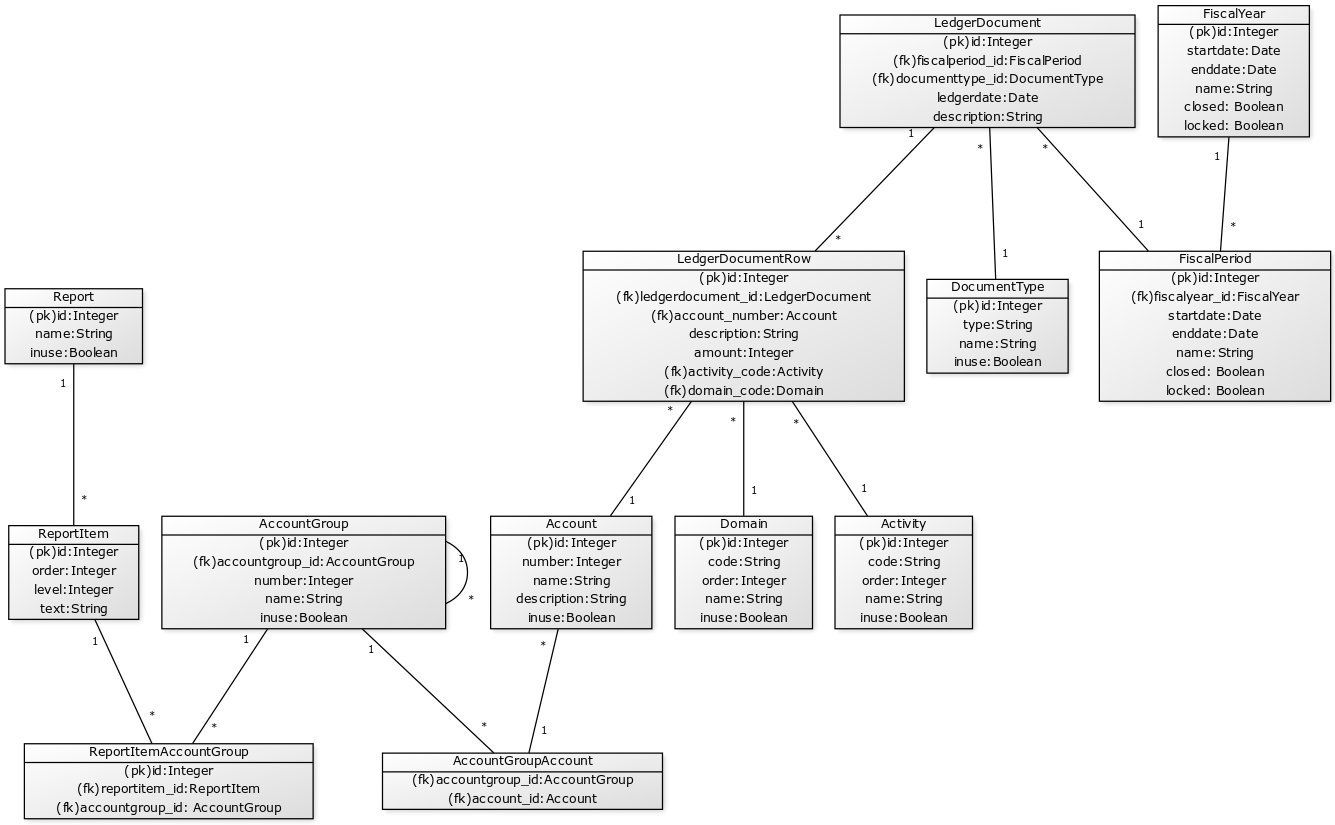 LedgerDocument
(pk)id:Integer
(fk)fiscalperiod_id:FiscalPeriod
(fk)documenttype_id:DocumentType
ledgerdate:Date
description:String
FiscalYear
(pk)id:Integer
startdate:Date
enddate:Date
name:String
closed: Boolean
locked: Boolean
1
*
*
1
*
1
1
*
LedgerDocumentRow
(pk)id:Integer
(fk)ledgerdocument_id:LedgerDocument
(fk)account_number:Account
description:String
amount:Integer
(fk)activity_code:Activity
(fk)domain_code:Domain
DocumentType
(pk)id:Integer
type:String
name:String
inuse:Boolean
FiscalPeriod
(pk)id:Integer
(fk)fiscalyear_id:FiscalYear
startdate:Date
enddate:Date
name:String
closed: Boolean
locked: Boolean
Report
(pk)id:Integer
name:String
inuse:Boolean
1
*
*
*
*
1
1
1
ReportItem
(pk)id:Integer
order:Integer
level:Integer
text:String
AccountGroup
(pk)id:Integer
(fk)accountgroup_id:AccountGroup
number:Integer
name:String
inuse:Boolean
1
*
Account
(pk)id:Integer
number:Integer
name:String
description:String
inuse:Boolean
Domain
(pk)id:Integer
code:String
order:Integer
name:String
inuse:Boolean
Activity
(pk)id:Integer
code:String
order:Integer
name:String
inuse:Boolean
1
1
1
*
*
*
*
1
ReportItemAccountGroup
(pk)id:Integer
(fk)reportitem_id:ReportItem
(fk)accountgroup_id: AccountGroup
AccountGroupAccount
(fk)accountgroup_id:AccountGroup
(fk)account_id:Account